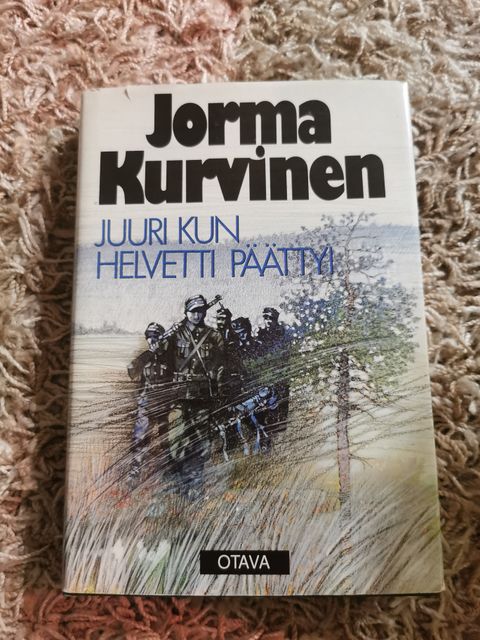 Jorma
Kurvinen
JUURI KUN
HELVETTI PÄÄTTYI
OTAVA